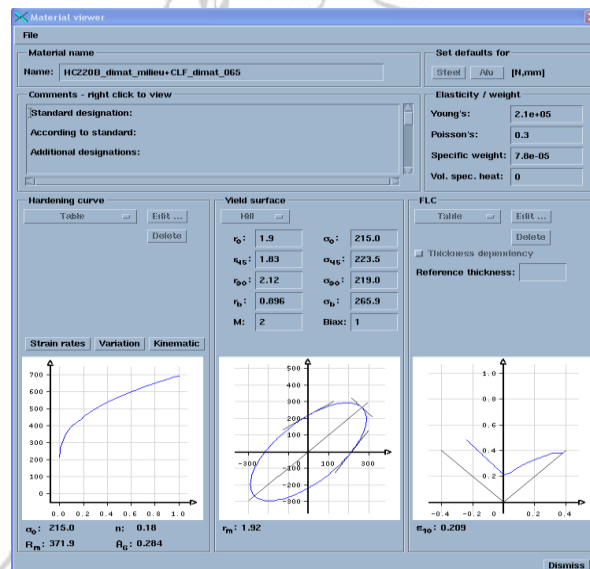 Material viewer
File
Material name
Name: HC220B_dimat_milieu+CLF_dimat_065
Set defaults for
Steel Alu [N,mm]
Comments - right click to view
Standard designation:
According to standard:
Additional designations:
Elasticity / weight
Young's: 2.1e+05
Poisson's: 0.3
Specific weight: 7.8e-05
Vol. spec. heat: 0
Hardening curve
Table Edit ...
Delete
Strain rates Variation Kinematic
700
600
500
400
300
200
100
0
0.0 0.2 0.4 0.6 0.8 1.0
σ₀: 215.0 n: 0.18
Rₘ: 371.9 A_G: 0.284
Yield surface
Hill
r₀: 1.9 σ₀: 215.0
r₄₅: 1.83 σ₄₅: 223.5
r₉₀: 2.12 σ₉₀: 219.0
r_b: 0.896 σ_b: 265.9
M: 2 Biax: 1
500
300
200
100
-300 100 300
-200
-300
rₘ: 1.92
FLC
Table Edit ...
Delete
Thickness dependency
Reference thickness:
1.0
0.8
0.6
0.4
0.2
-0.4 -0.2 0.0 0.2 0.4
ε₁₀: 0.209
Dismiss